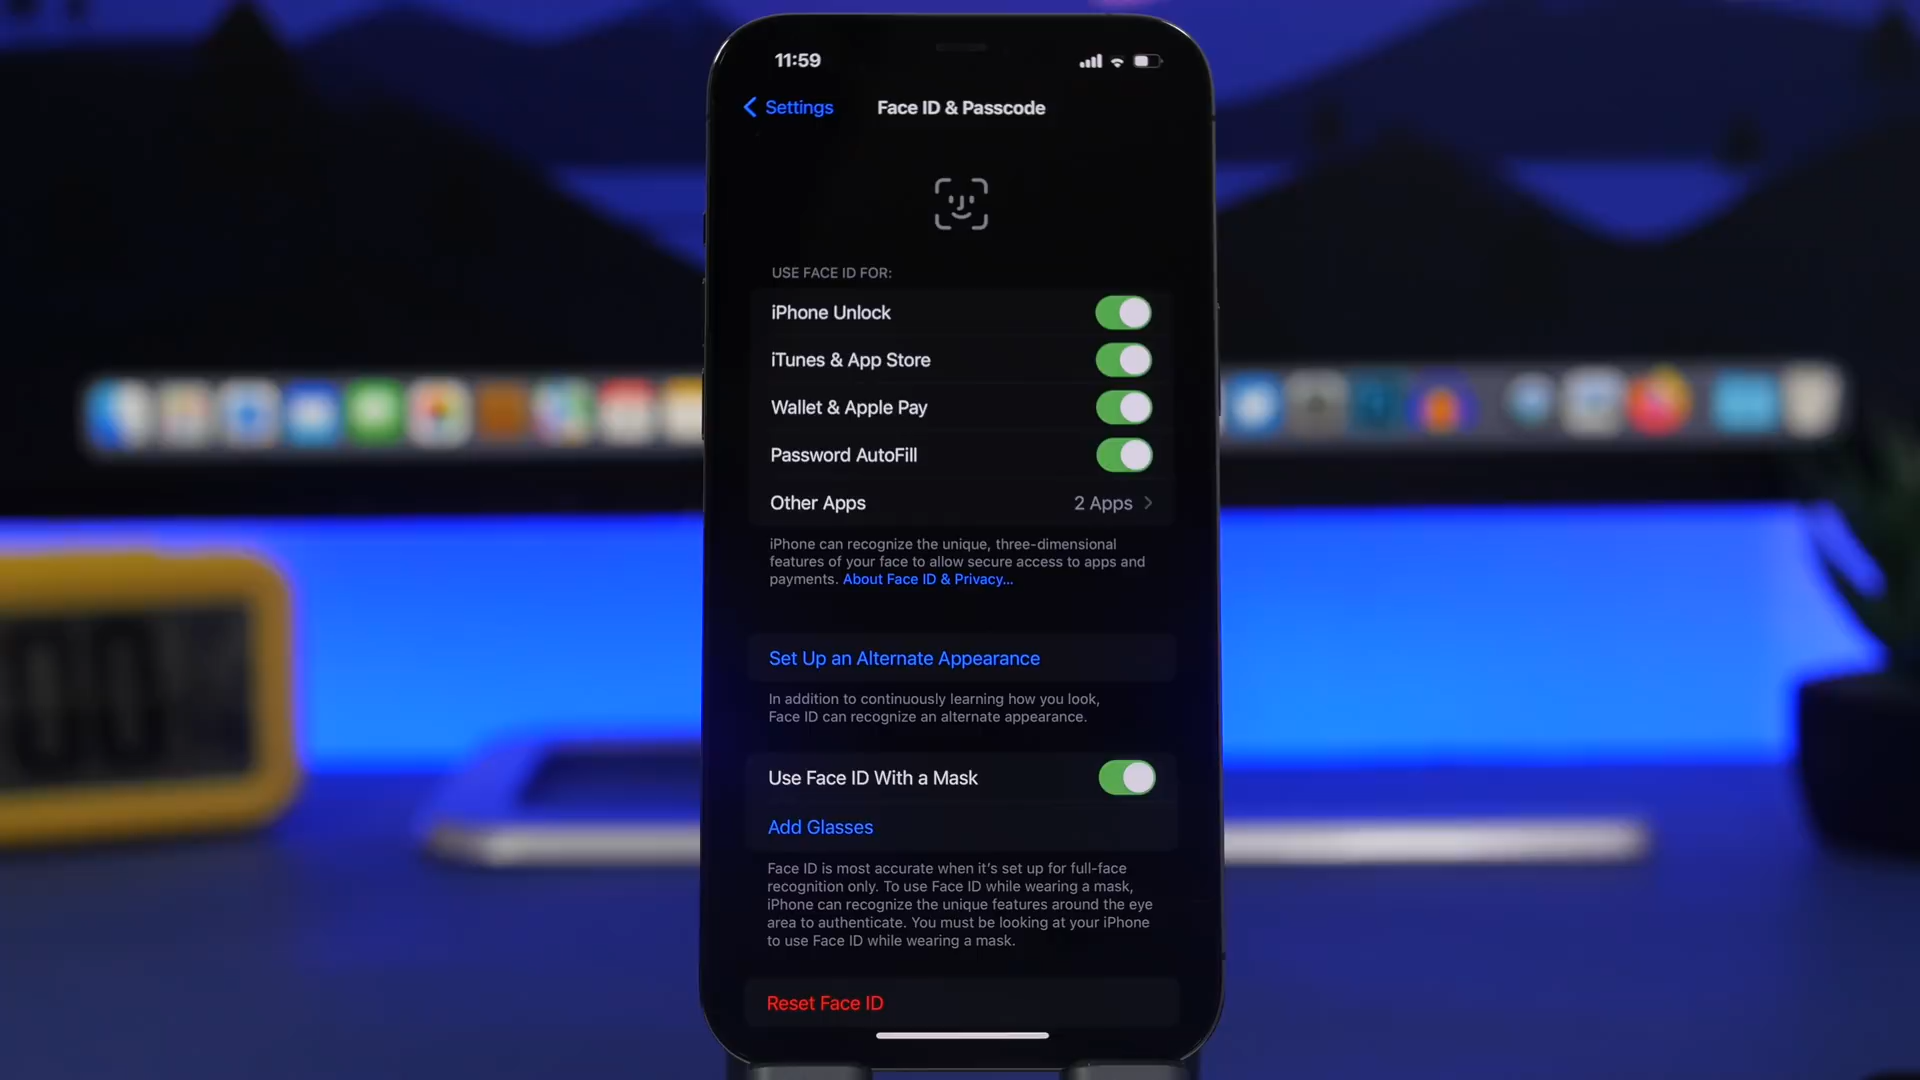 11:59
Settings
Face ID & Passcode
USE FACE ID FOR:
iPhone Unlock
iTunes & App Store
Wallet & Apple Pay
Password AutoFill
Other Apps 2 Apps
iPhone can recognize the unique, three-dimensional
features of your face to allow secure access to apps and
payments. About Face ID & Privacy...
Set Up an Alternate Appearance
In addition to continuously learning how you look,
Face ID can recognize an alternate appearance.
Use Face ID With a Mask
Add Glasses
Face ID is most accurate when it's set up for full-face
recognition only. To use Face ID while wearing a mask,
iPhone can recognize the unique features around the eye
area to authenticate. You must be looking at your iPhone
to use Face ID while wearing a mask.
Reset Face ID